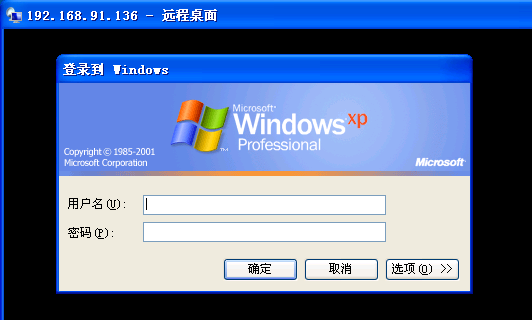 192.168.91.136 - 远程桌面
登录到 Windows
Microsoft®
Windows xp
Professional
Copyright © 1985-2001
Microsoft Corporation
Microsoft®
用户名(U):
密码(P):
确定 取消 选项(O) >>